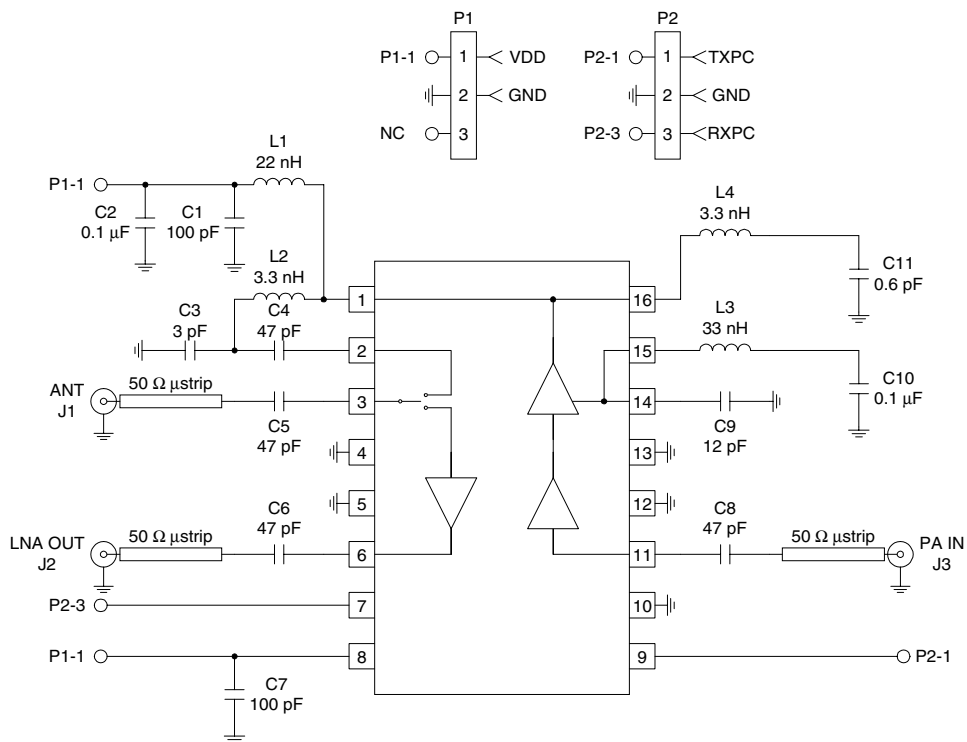 P1
P2
P1-1
1
VDD
2
GND
NC
3
P2-1
1
TXPC
2
GND
P2-3
3
RXPC
L1
22 nH
P1-1
C2
0.1 μF
C1
100 pF
L2
3.3 nH
C3
3 pF
C4
47 pF
ANT
J1
50 Ω μstrip
C5
47 pF
LNA OUT
J2
50 Ω μstrip
C6
47 pF
P2-3
P1-1
C7
100 pF
1
2
3
4
5
6
7
8
16
15
14
13
12
11
10
9
L4
3.3 nH
C11
0.6 pF
L3
33 nH
C10
0.1 μF
C9
12 pF
C8
47 pF
50 Ω μstrip
PA IN
J3
P2-1